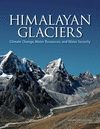 HIMALAYAN
GLACIERS
Climate Change, Water Resources, and Water Security